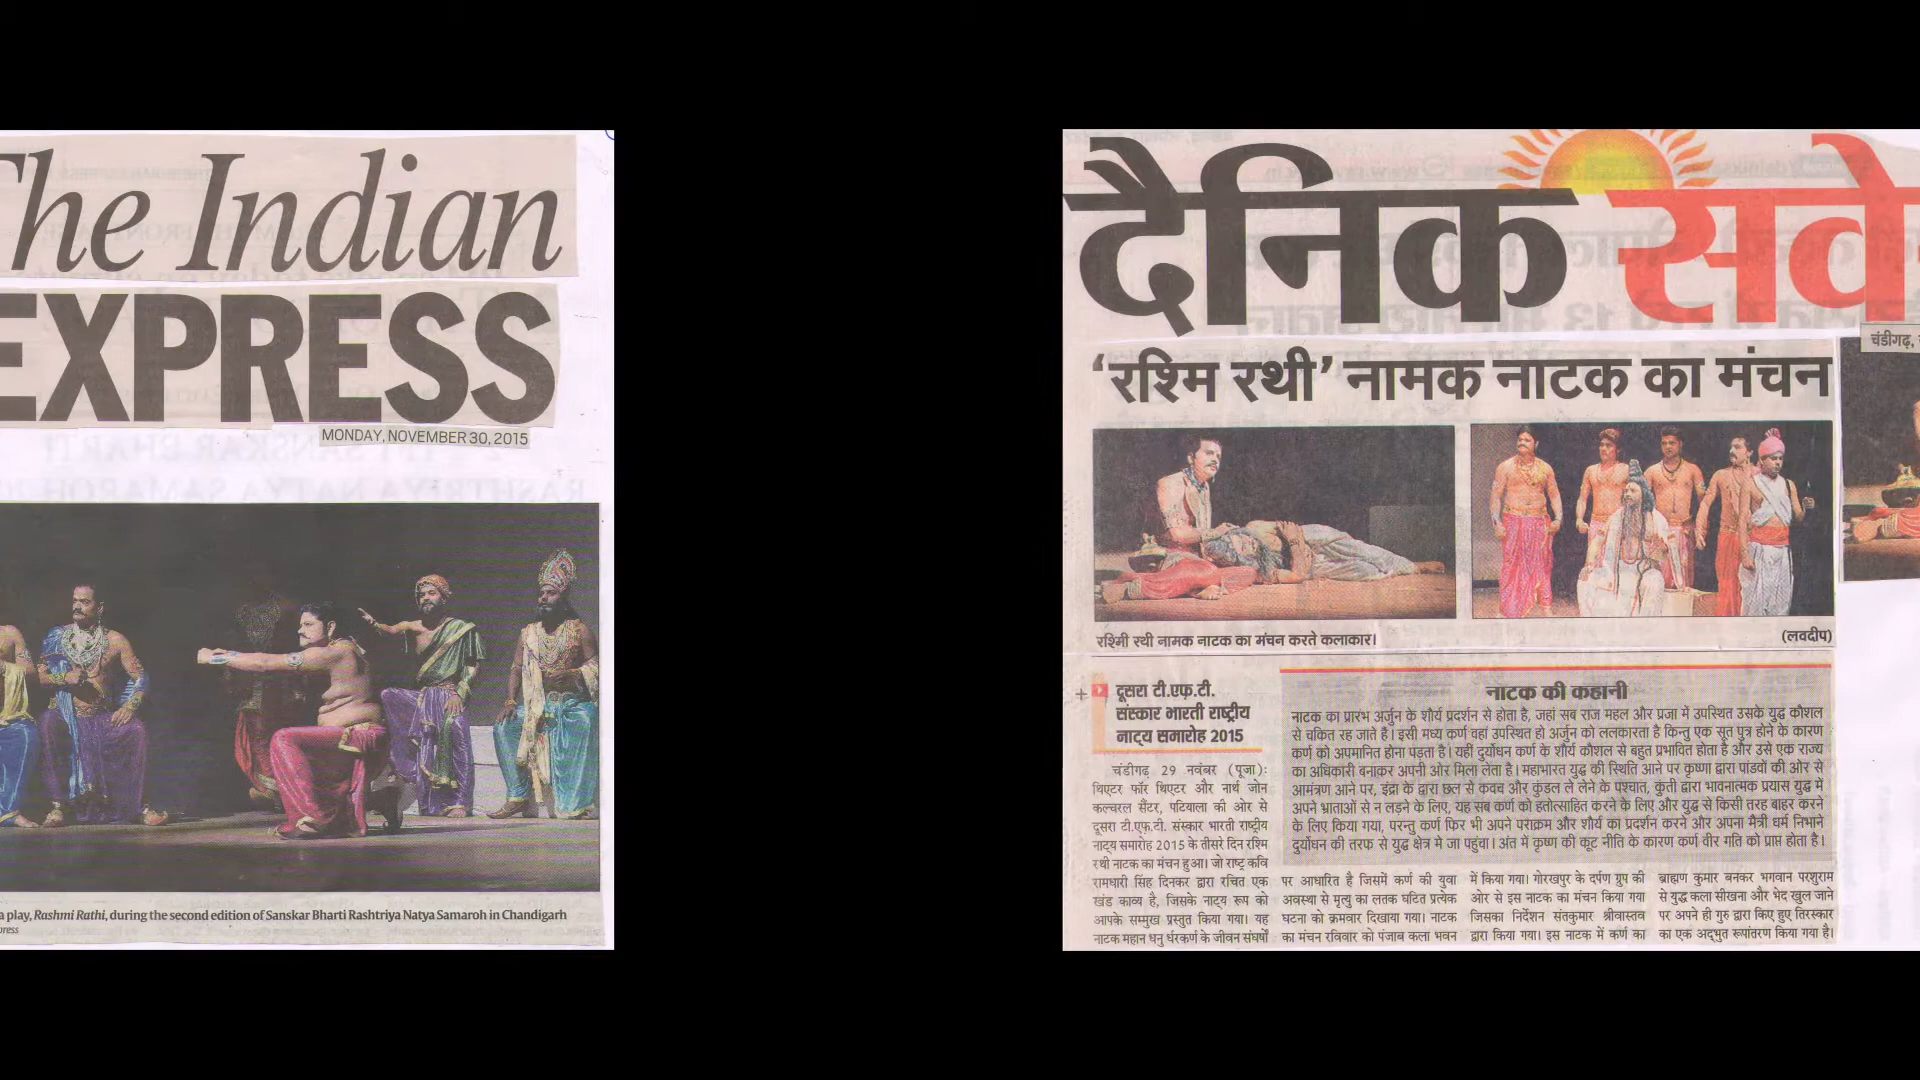 The Indian
EXPRESS
MONDAY, NOVEMBER 30, 2015
a play, Rashmi Rathi, during the second edition of Sanskar Bharti Rashtriya Natya Samaroh in Chandigarh
press
दैनिक सवे
चंडीगढ़,
‘रश्मि रथी’ नामक नाटक का मंचन
रश्मिी रथी नामक नाटक का मंचन करते कलाकार।
(लवदीप)
दूसरा टी.एफ.टी.
संस्कार भारती राष्ट्रीय
नाट्य समारोह 2015
चंडीगढ़ 29 नवंबर (पूजा):
थिएटर फॉर थिएटर और नार्थ जोन
कल्चरल सैंटर, पटियाला की ओर से
दूसरा टी.एफ.टी. संस्कार भारती राष्ट्रीय
नाट्य समारोह 2015 के तीसरे दिन रश्मि
रथी नाटक का मंचन हुआ। जो राष्ट्र कवि
रामधारी सिंह दिनकर द्वारा रचित एक
खंड काव्य है, जिसके नाट्य रूप को
आपके सम्मुख प्रस्तुत किया गया। यह
नाटक महान धनु र्धरकर्ण के जीवन संघर्षों
नाटक की कहानी
नाटक का प्रारंभ अर्जुन के शौर्य प्रदर्शन से होता है, जहां सब राज महल और प्रजा में उपस्थित उसके युद्ध कौशल
से चकित रह जाते है। इसी मध्य कर्ण वहां उपस्थित हो अर्जुन को ललकारता है किन्तु एक सूत पुत्र होने के कारण
कर्ण को अपमानित होना पड़ता है। यहीं दुर्योधन कर्ण के शौर्य कौशल से बहुत प्रभावित होता है और उसे एक राज्य
का अधिकारी बनाकर अपनी ओर मिला लेता है। महाभारत युद्ध की स्थिति आने पर कृष्णा द्वारा पांडवों की ओर से
आमंत्रण आने पर, इंद्रा के द्वारा छल से कवच और कुंडल ले लेने के पश्चात, कुंती द्वारा भावनात्मक प्रयास युद्ध में
अपने भ्राताओं से न लड़ने के लिए, यह सब कर्ण को हतोत्साहित करने के लिए और युद्ध से किसी तरह बाहर करने
के लिए किया गया, परन्तु कर्ण फिर भी अपने पराक्रम और शौर्य का प्रदर्शन करने और अपना मैत्री धर्म निभाने
दुर्योधन की तरफ से युद्ध क्षेत्र मे जा पहुंचा। अंत में कृष्ण की कूट नीति के कारण कर्ण वीर गति को प्राप्त होता है।
पर आधारित है जिसमें कर्ण की युवा
अवस्था से मृत्यु का लतक घटित प्रत्येक
घटना को क्रमवार दिखाया गया। नाटक
का मंचन रविवार को पंजाब कला भवन
में किया गया। गोरखपुर के दर्पण ग्रुप की
ओर से इस नाटक का मंचन किया गया
जिसका निर्देशन संतकुमार श्रीवास्तव
द्वारा किया गया। इस नाटक में कर्ण का
ब्राह्मण कुमार बनकर भगवान परशुराम
से युद्ध कला सीखना और भेद खुल जाने
पर अपने ही गुरु द्वारा किए हुए तिरस्कार
का एक अद्भुत रूपांतरण किया गया है।